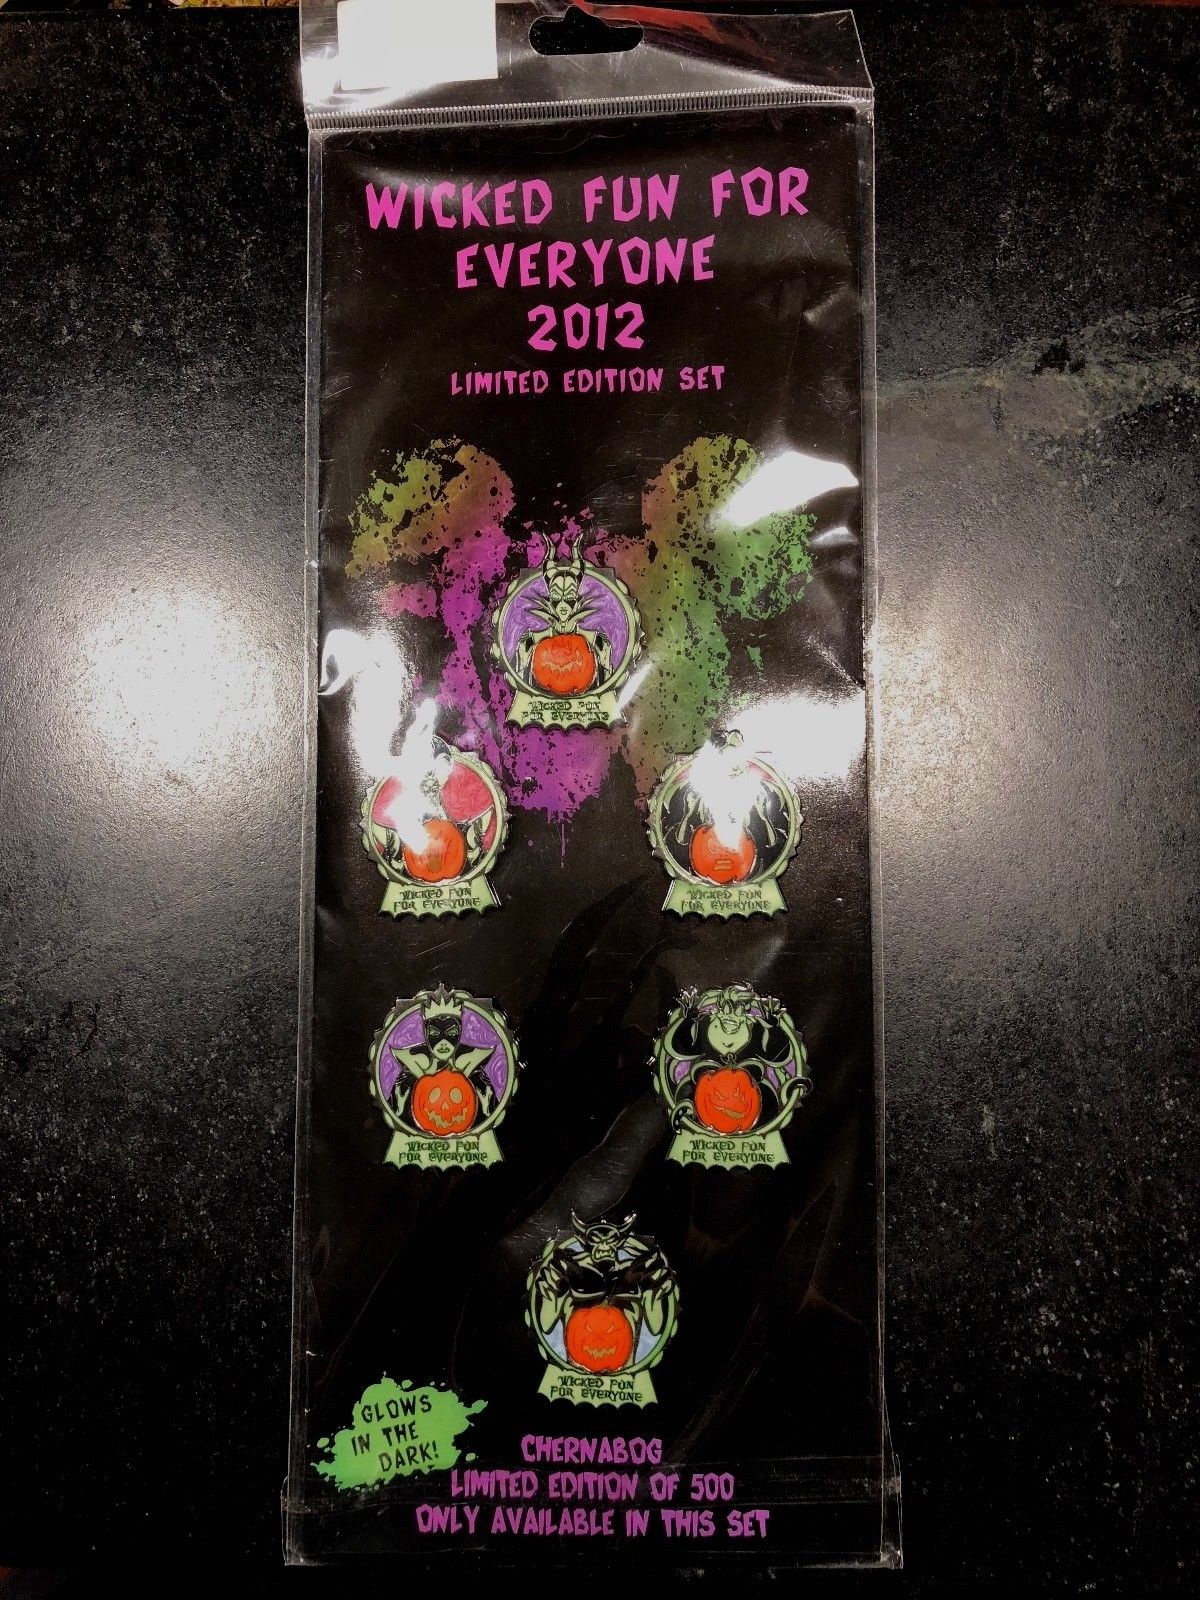 WICKED FUN FOR
EVERYONE
2012
LIMITED EDITION SET
WICKED FUN
FOR EVERYONE
WICKED FUN
FOR EVERYONE
WICKED FUN
FOR EVERYONE
WICKED FUN
FOR EVERYONE
WICKED FUN
FOR EVERYONE
WICKED FUN
FOR EVERYONE
GLOWS
IN THE
DARK!
CHERNABOG
LIMITED EDITION OF 500
ONLY AVAILABLE IN THIS SET